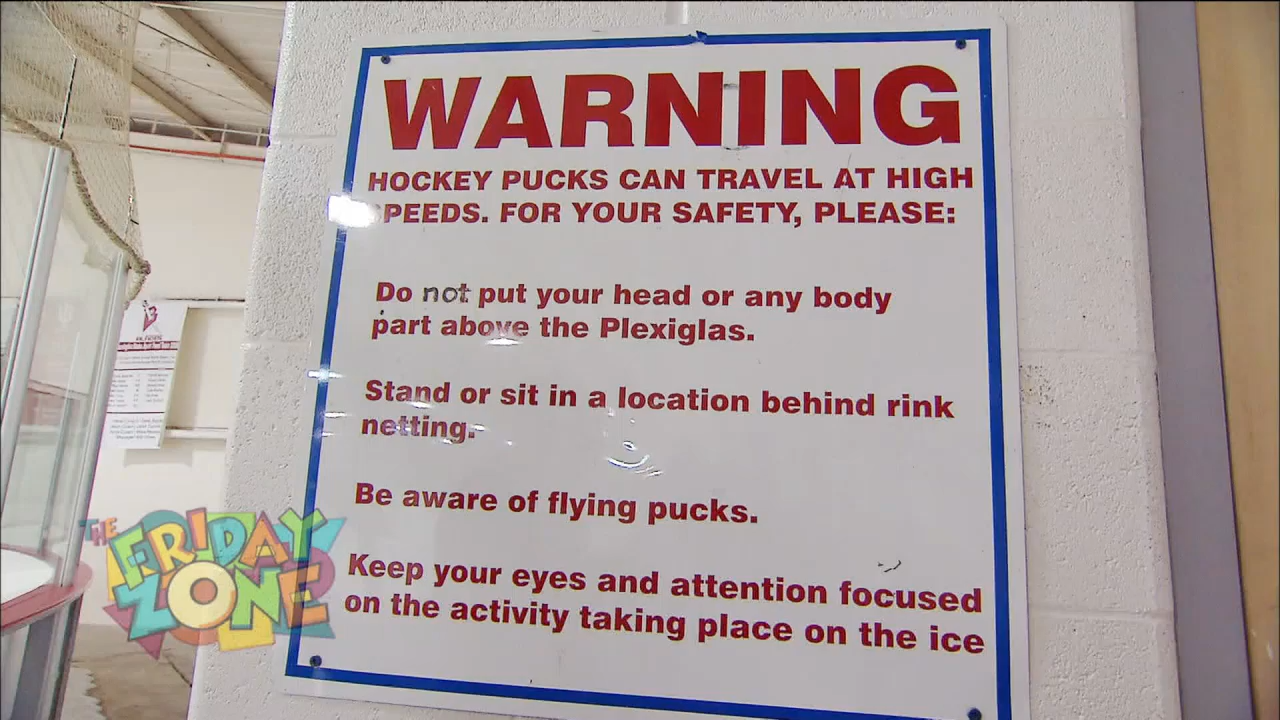 WARNING
HOCKEY PUCKS CAN TRAVEL AT HIGH
SPEEDS. FOR YOUR SAFETY, PLEASE:
Do not put your head or any body
part above the Plexiglas.
Stand or sit in a location behind rink
netting.
Be aware of flying pucks.
Keep your eyes and attention focused
on the activity taking place on the ice
THE
FRIDAY
ZONE